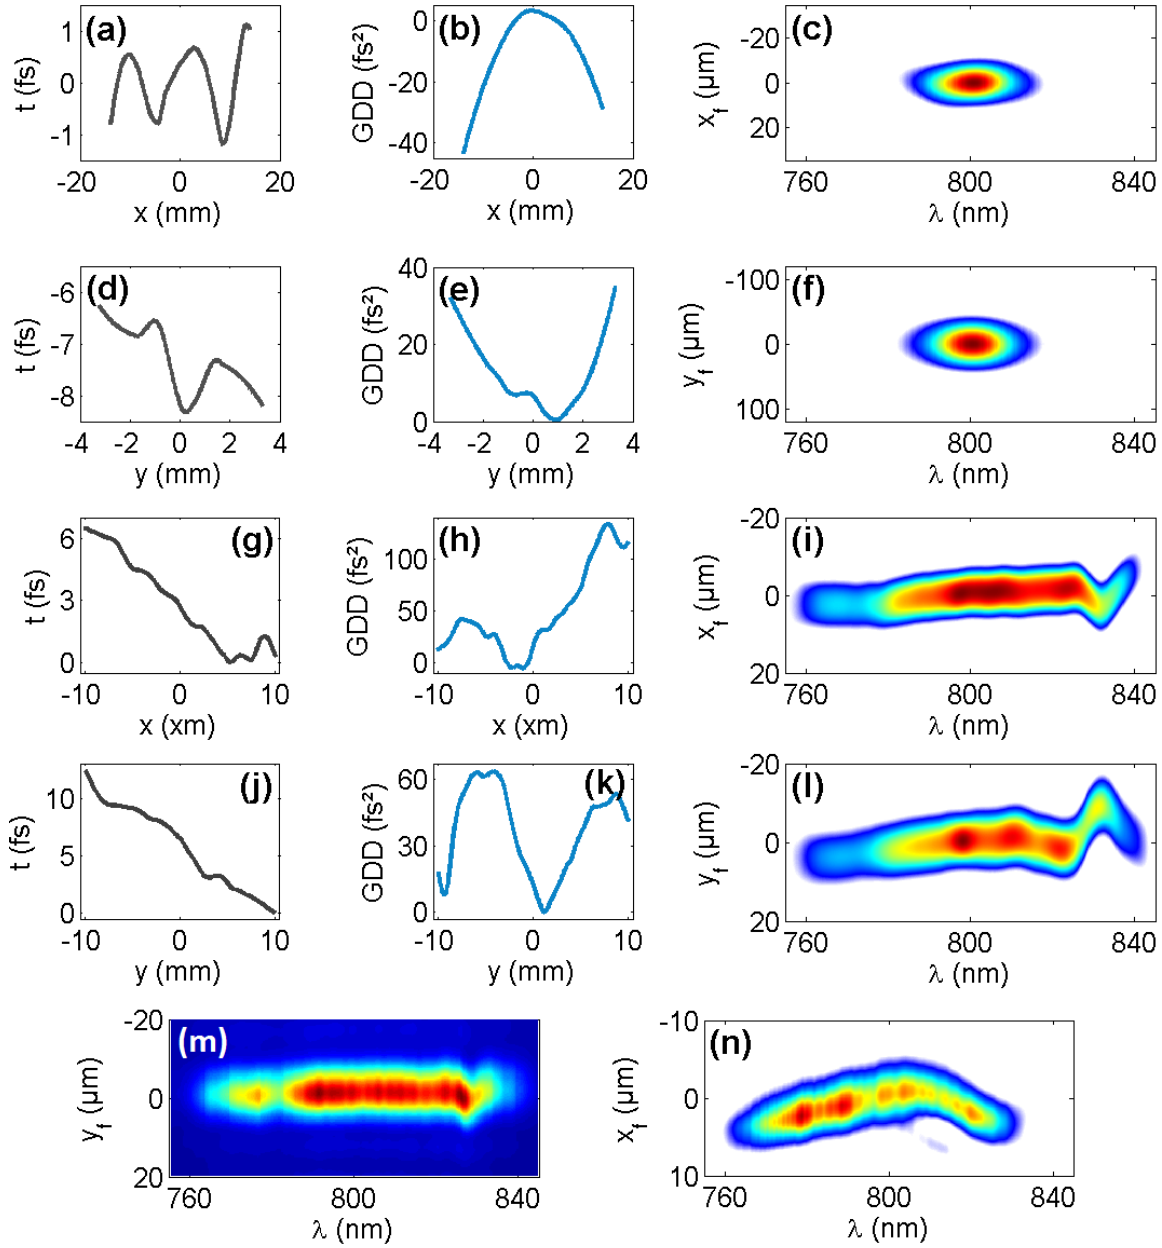 (a)
t (fs)
1
0
-1
-20 0 20
x (mm)
(b)
GDD (fs²)
0
-20
-40
-20 0 20
x (mm)
(c)
x_f (µm)
-20
0
20
760 800 840
λ (nm)
(d)
t (fs)
-6
-7
-8
-4 -2 0 2 4
y (mm)
(e)
GDD (fs²)
40
20
0
-4 -2 0 2 4
y (mm)
(f)
y_f (µm)
-100
0
100
760 800 840
λ (nm)
(g)
t (fs)
6
3
0
-10 0 10
x (xm)
(h)
GDD (fs²)
100
50
0
-10 0 10
x (mm)
(i)
x_f (µm)
-20
0
20
760 800 840
λ (nm)
(j)
t (fs)
10
5
0
-10 0 10
y (mm)
(k)
GDD (fs²)
60
30
0
-10 0 10
y (mm)
(l)
y_f (µm)
-20
0
20
760 800 840
λ (nm)
(m)
y_f (µm)
-20
0
20
760 800 840
λ (nm)
(n)
x_f (µm)
-10
0
10
760 800 840
λ (nm)